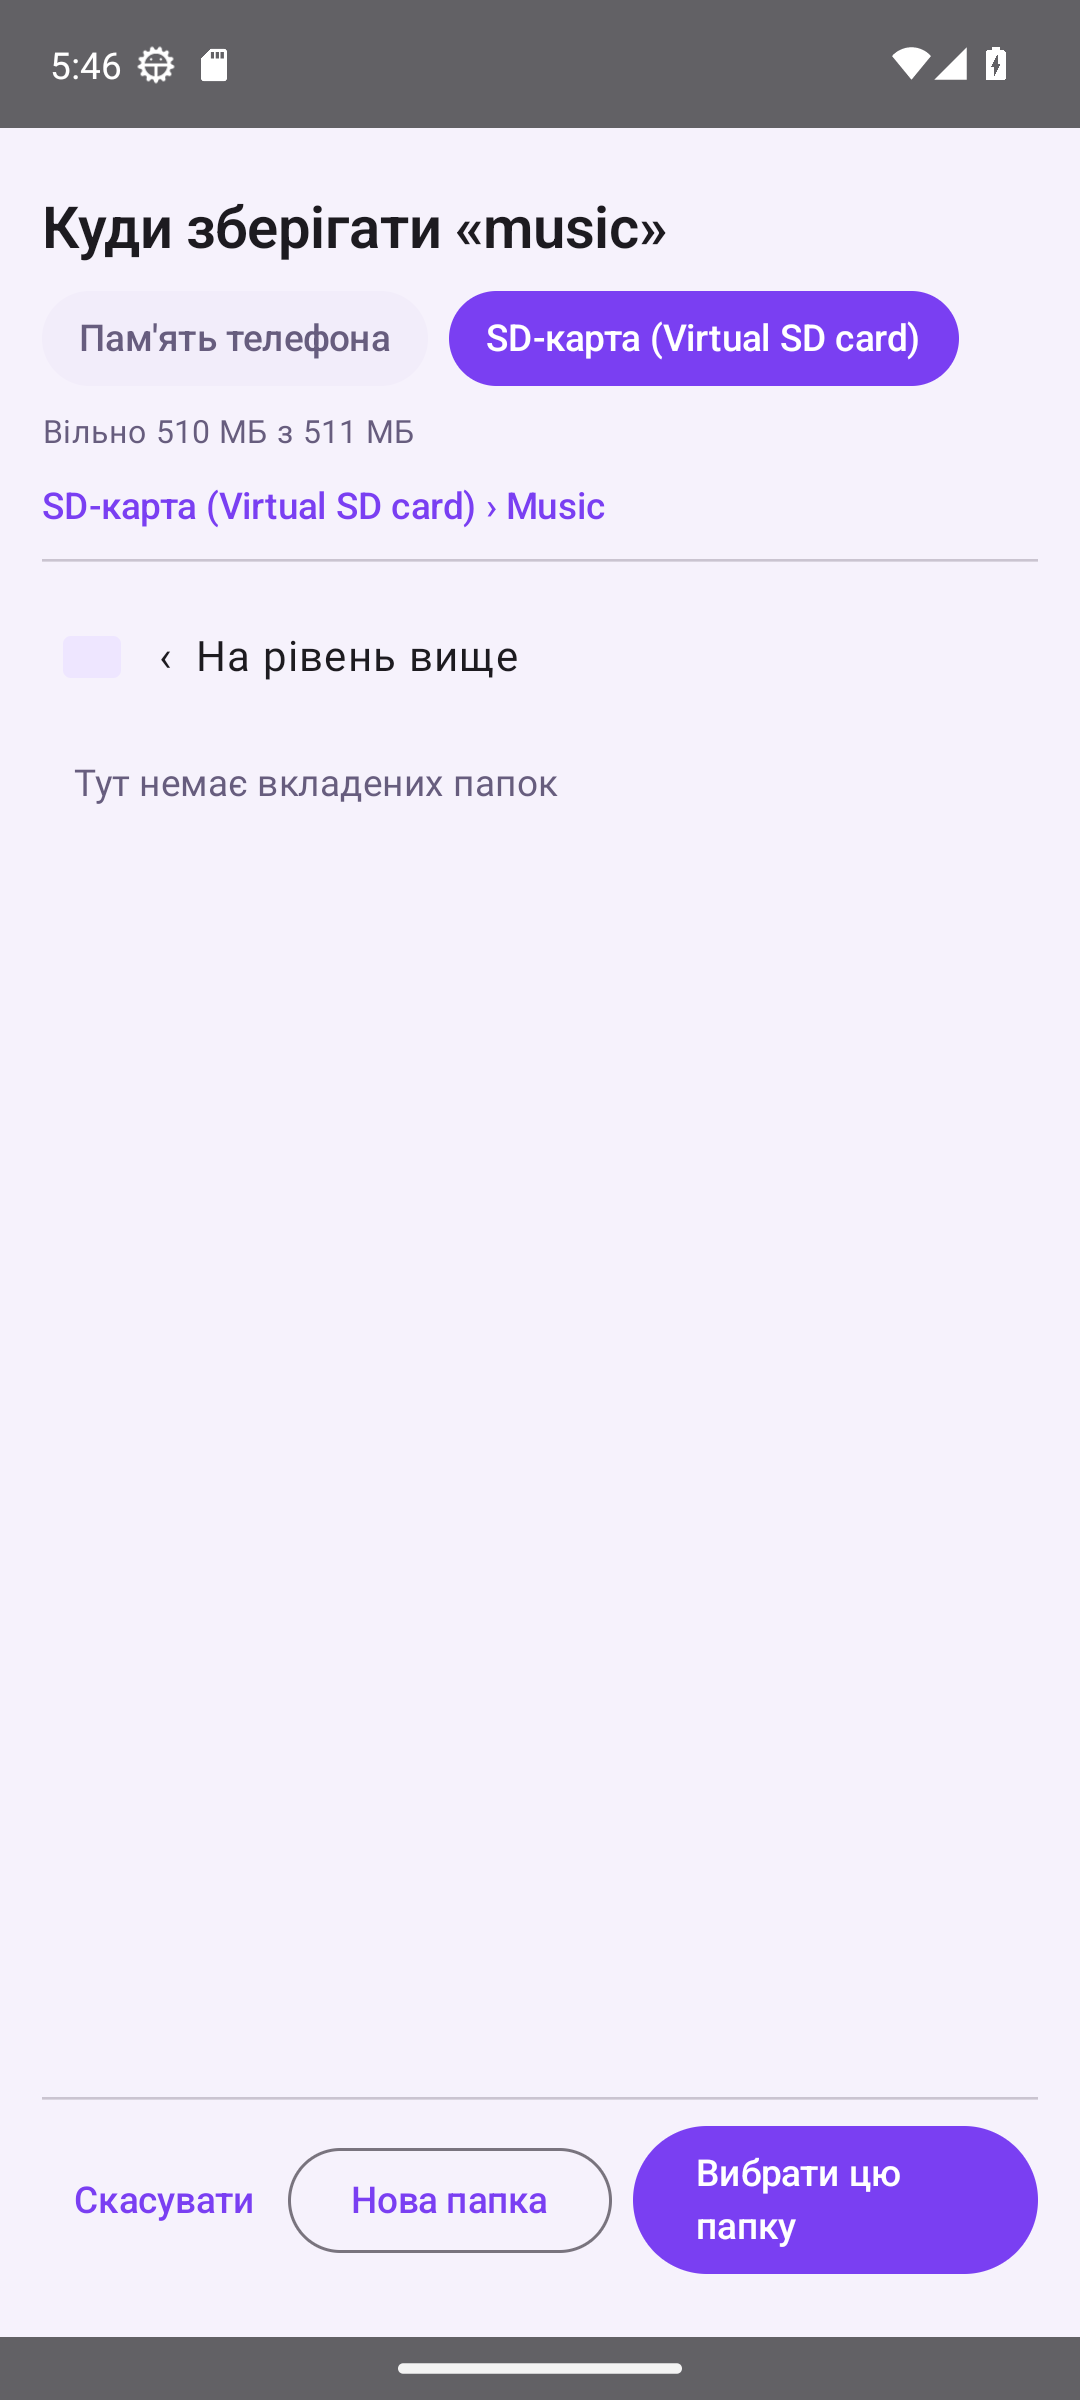 5:46
Куди зберігати «music»
Пам'ять телефона
SD-карта (Virtual SD card)
Вільно 510 МБ з 511 МБ
SD-карта (Virtual SD card) › Music
‹ На рівень вище
Тут немає вкладених папок
Скасувати
Нова папка
Вибрати цю
папку